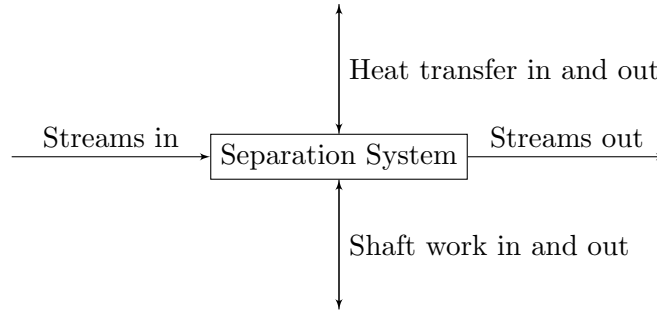 Heat transfer in and out
Streams in
Separation System
Streams out
Shaft work in and out